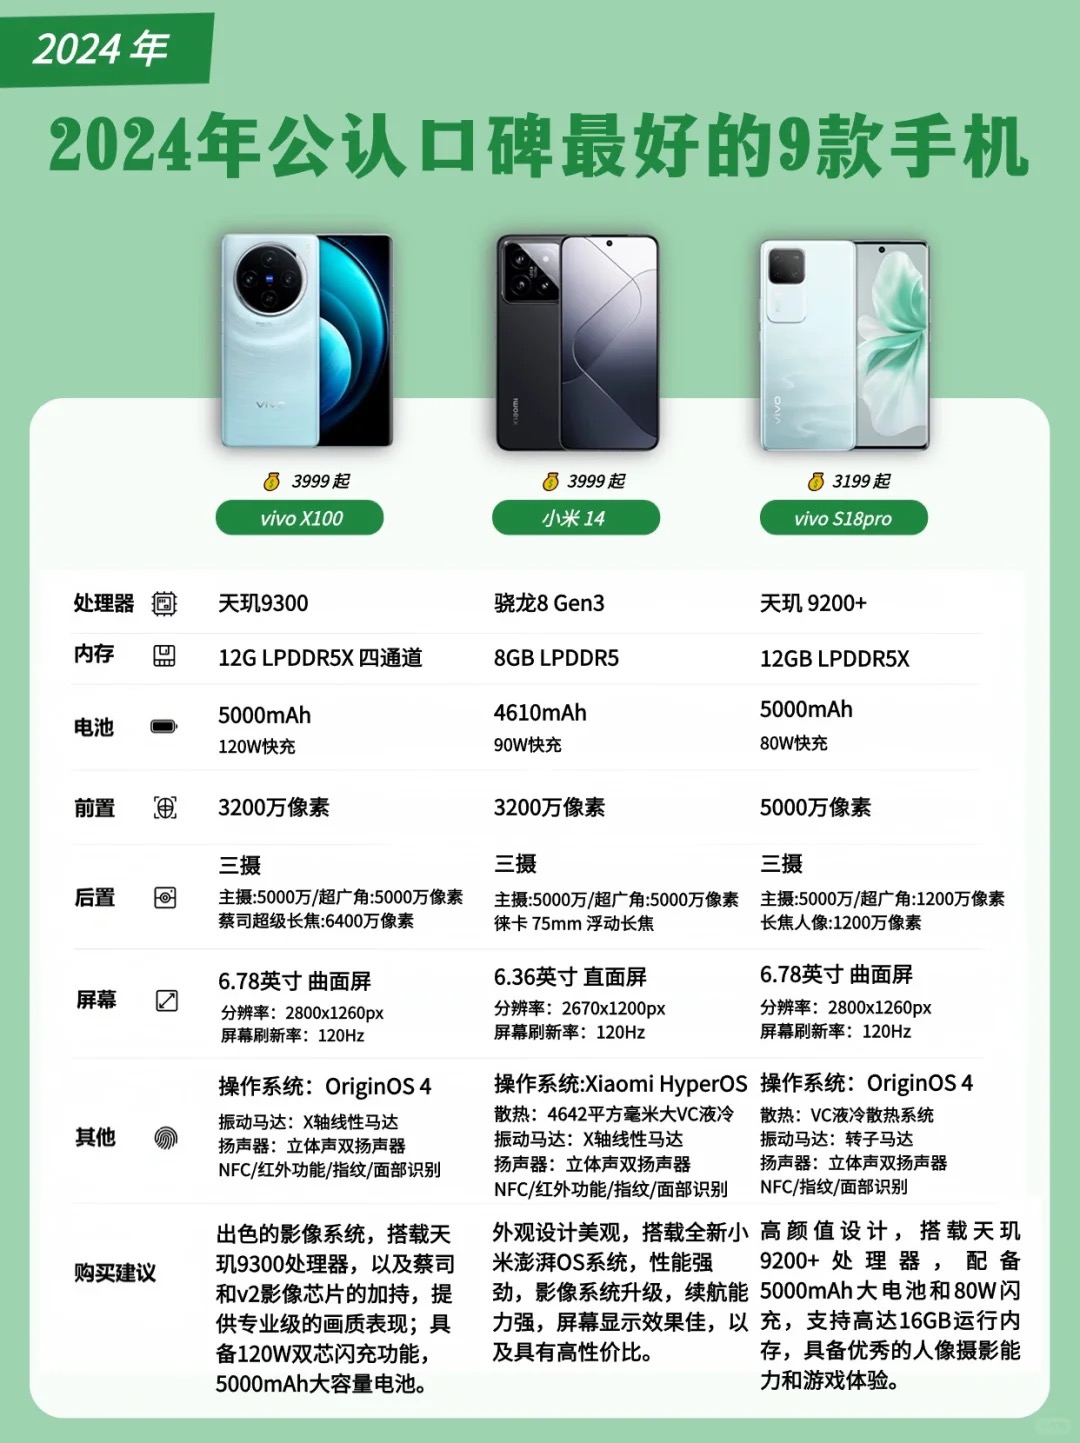 2024 年
2024年公认口碑最好的9款手机
vivo
xiaomi
vivo
3999 起
3999 起
3199 起
vivo X100
小米 14
vivo S18pro
处理器
天玑9300
骁龙8 Gen3
天玑 9200+
内存
12G LPDDR5X 四通道
8GB LPDDR5
12GB LPDDR5X
电池
5000mAh
120W快充
4610mAh
90W快充
5000mAh
80W快充
前置
3200万像素
3200万像素
5000万像素
后置
三摄
主摄:5000万/超广角:5000万像素
蔡司超级长焦:6400万像素
三摄
主摄:5000万/超广角:5000万像素
徕卡 75mm 浮动长焦
三摄
主摄:5000万/超广角:1200万像素
长焦人像:1200万像素
屏幕
6.78英寸 曲面屏
分辨率：2800x1260px
屏幕刷新率：120Hz
6.36英寸 直面屏
分辨率：2670x1200px
屏幕刷新率：120Hz
6.78英寸 曲面屏
分辨率：2800x1260px
屏幕刷新率：120Hz
其他
操作系统：OriginOS 4
振动马达：X轴线性马达
扬声器：立体声双扬声器
NFC/红外功能/指纹/面部识别
操作系统:Xiaomi HyperOS
散热：4642平方毫米大VC液冷
振动马达：X轴线性马达
扬声器：立体声双扬声器
NFC/红外功能/指纹/面部识别
操作系统：OriginOS 4
散热：VC液冷散热系统
振动马达：转子马达
扬声器：立体声双扬声器
NFC/指纹/面部识别
购买建议
出色的影像系统，搭载天
玑9300处理器，以及蔡司
和v2影像芯片的加持，提
供专业级的画质表现；具
备120W双芯闪充功能，
5000mAh大容量电池。
外观设计美观，搭载全新小
米澎湃OS系统，性能强
劲，影像系统升级，续航能
力强，屏幕显示效果佳，以
及具有高性价比。
高颜值设计，搭载天玑
9200+处理器，配备
5000mAh大电池和80W闪
充，支持高达16GB运行内
存，具备优秀的人像摄影能
力和游戏体验。